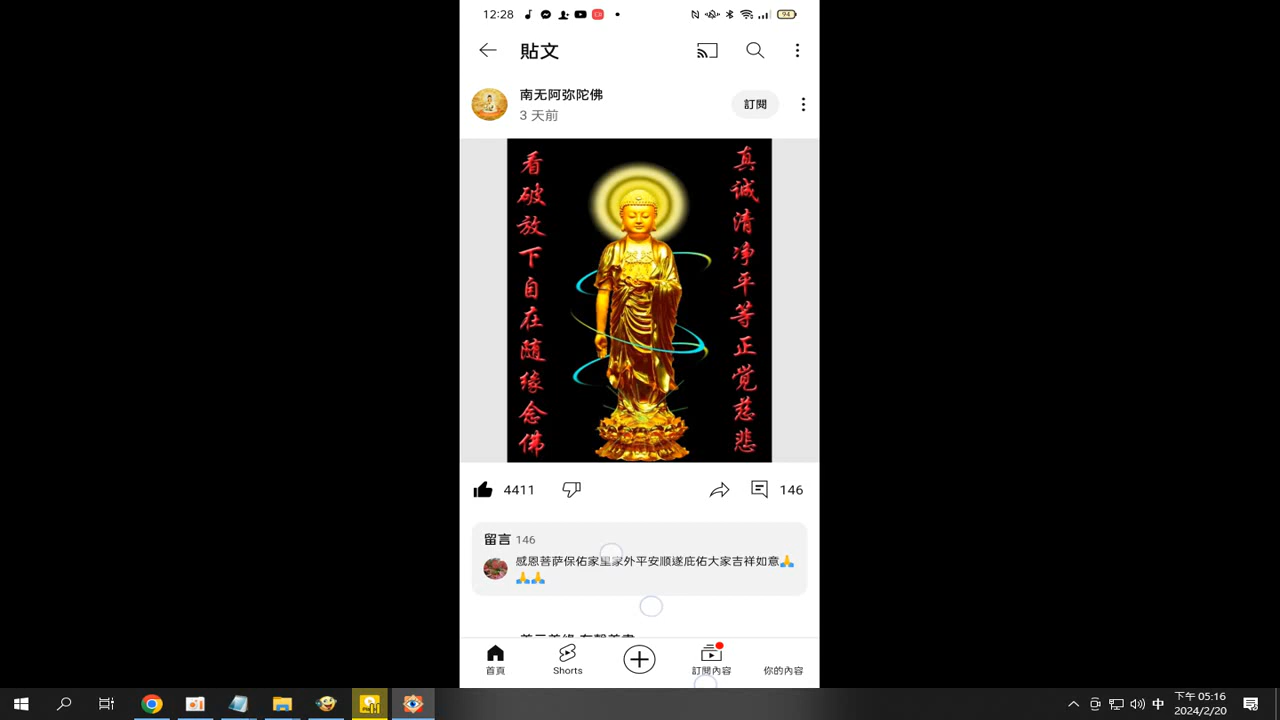 12:28
94
貼文
南无阿弥陀佛
3 天前
訂閱
看破放下自在随缘念佛
真诚清净平等正觉慈悲
4411
146
留言 146
感恩菩萨保佑家里家外平安順遂庇佑大家吉祥如意🙏
🙏🙏
首頁
Shorts
訂閱內容
你的內容
中
下午 05:16
2024/2/20